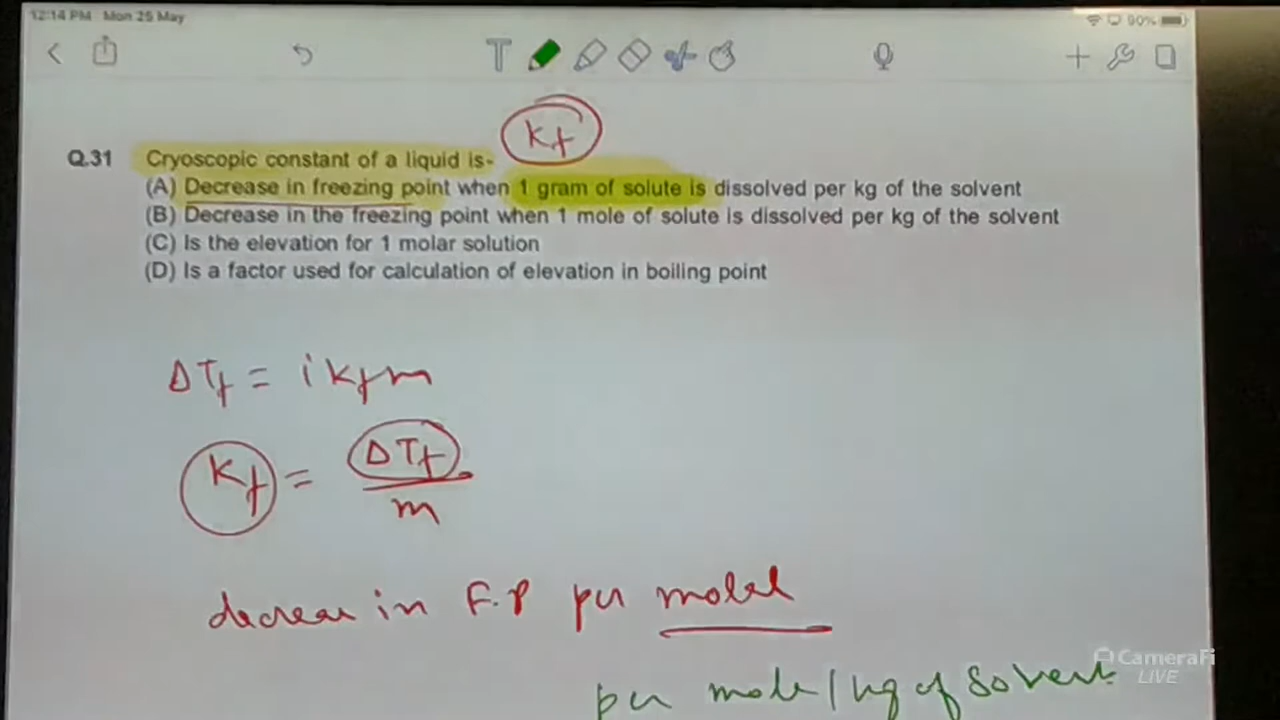 12:14 PM Mon 25 May
90%
T
Kf
Q.31 Cryoscopic constant of a liquid is-
(A) Decrease in freezing point when 1 gram of solute is dissolved per kg of the solvent
(B) Decrease in the freezing point when 1 mole of solute is dissolved per kg of the solvent
(C) Is the elevation for 1 molar solution
(D) Is a factor used for calculation of elevation in boiling point
ΔTf = i Kf m
Kf = ΔTf
m
decrease in F.P per molal
CameraFi
LIVE
per mole/kg of solvent